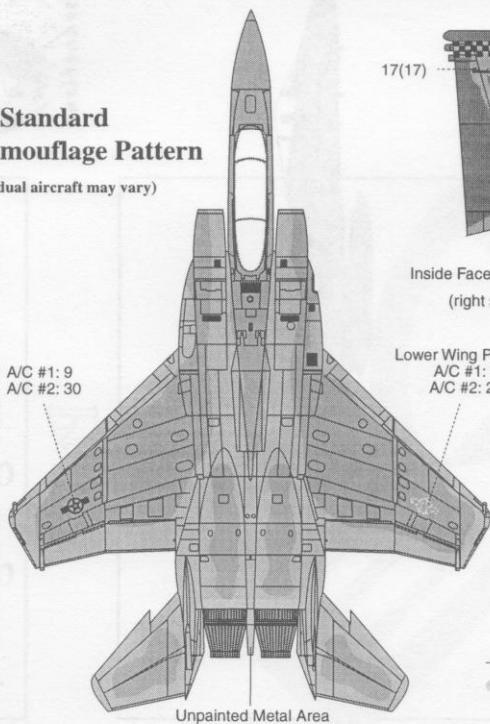 Standard
mouflage Pattern
dual aircraft may vary)
17(17)
Inside Face
(right
A/C #1: 9
A/C #2: 30
Lower Wing P
A/C #1:
A/C #2: 2
Unpainted Metal Area